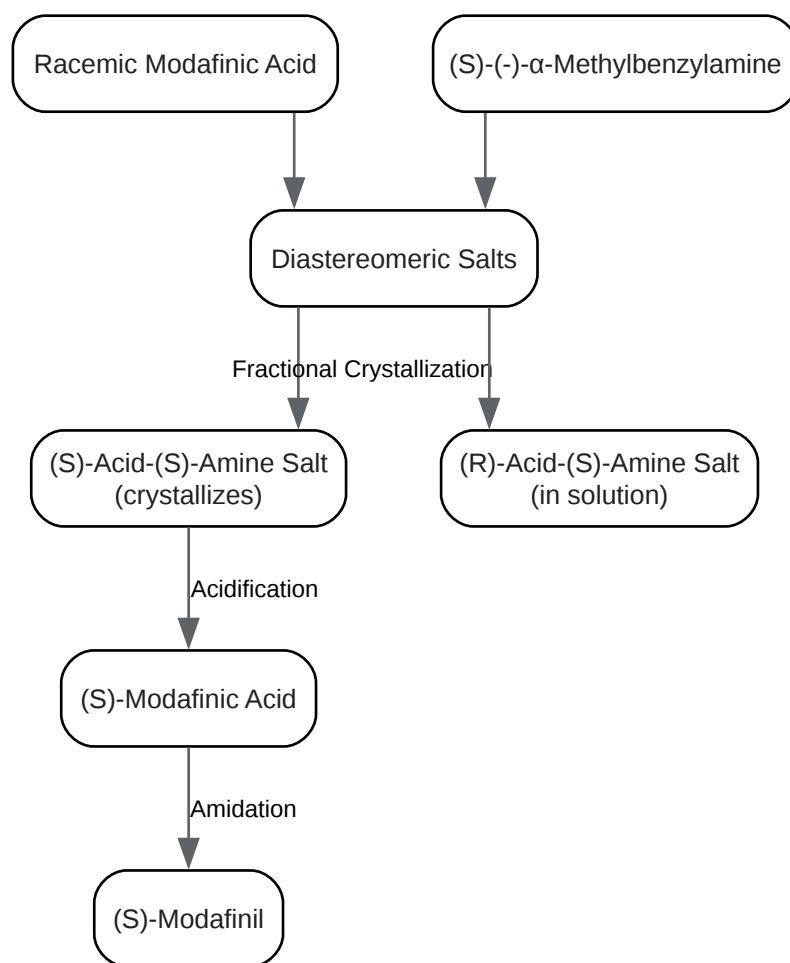 Racemic Modafinic Acid
(S)-(-)-α-Methylbenzylamine
Diastereomeric Salts
Fractional Crystallization
(S)-Acid-(S)-Amine Salt
(crystallizes)
(R)-Acid-(S)-Amine Salt
(in solution)
Acidification
(S)-Modafinic Acid
Amidation
(S)-Modafinil